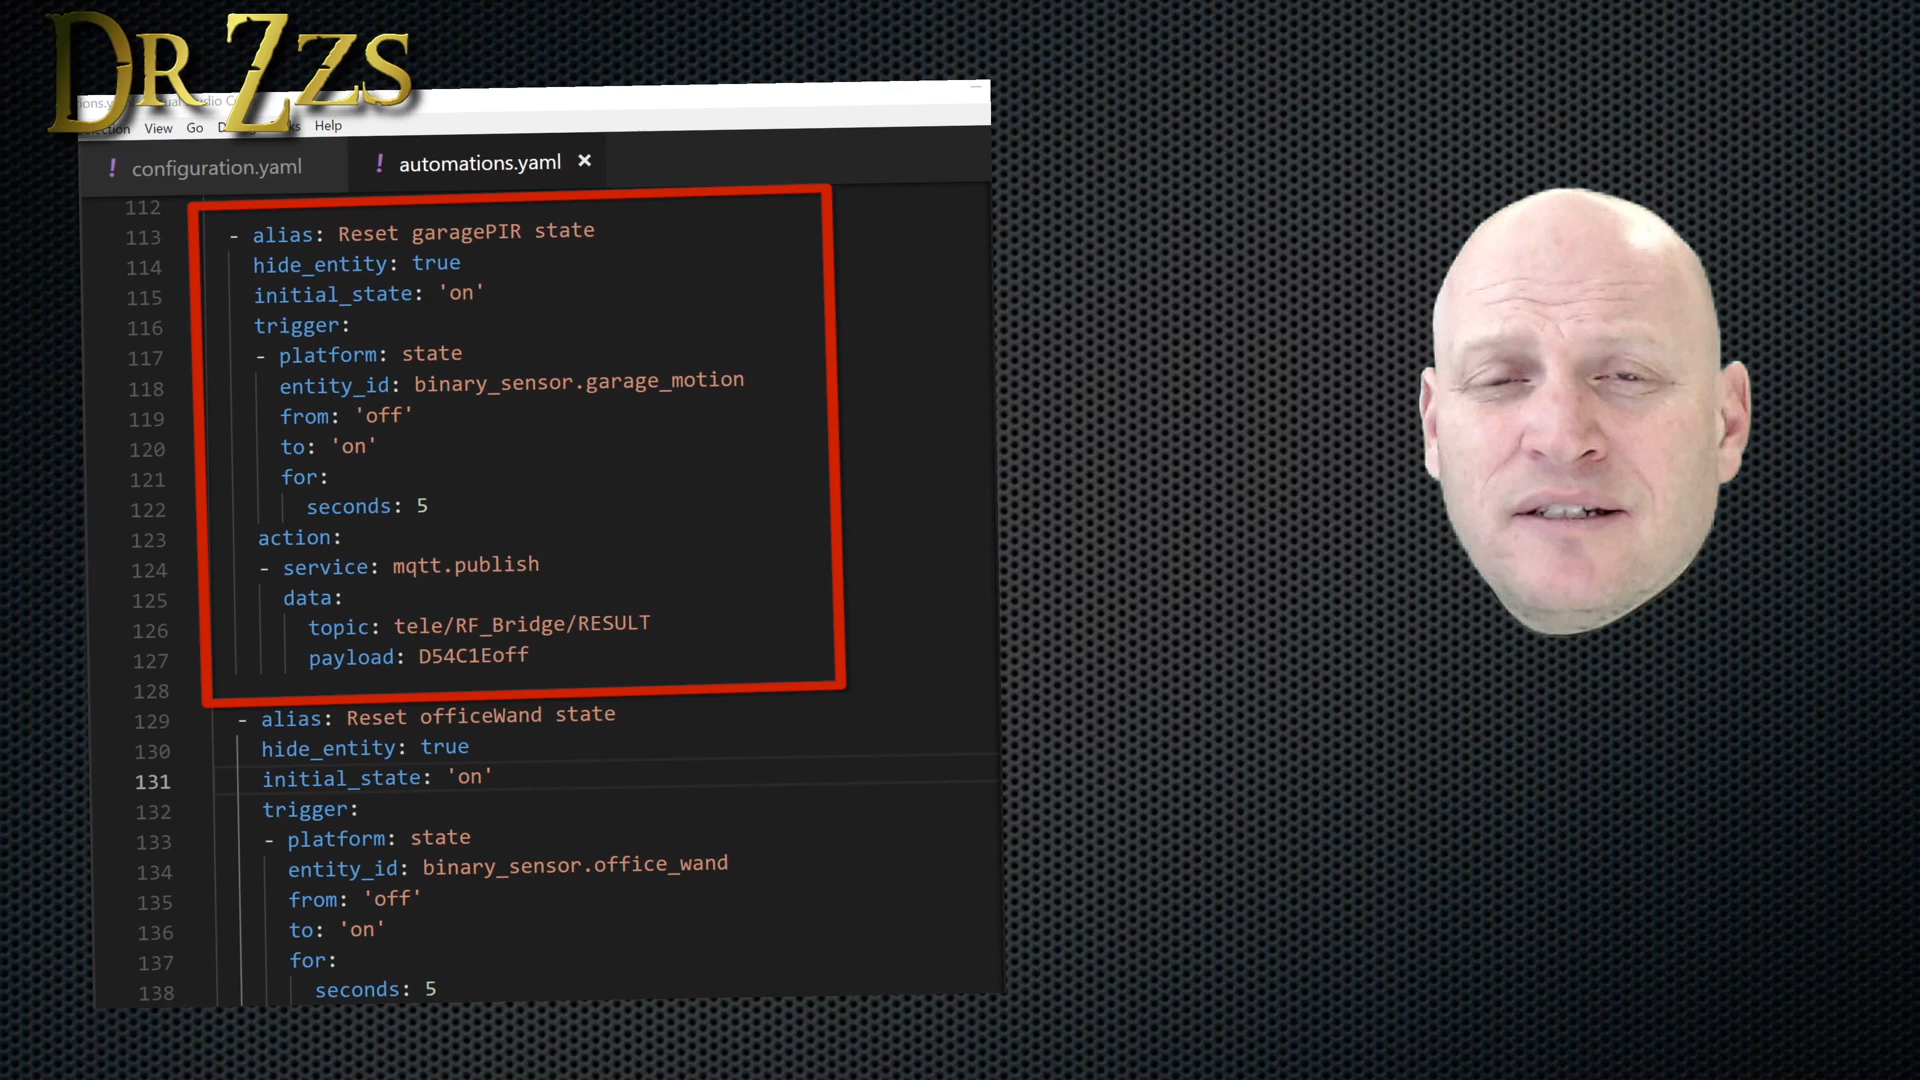 DrZzs
View Go Help
! configuration.yaml ! automations.yaml ×
112
113 - alias: Reset garagePIR state
114 hide_entity: true
115 initial_state: 'on'
116 trigger:
117 - platform: state
118 entity_id: binary_sensor.garage_motion
119 from: 'off'
120 to: 'on'
121 for:
122 seconds: 5
123 action:
124 - service: mqtt.publish
125 data:
126 topic: tele/RF_Bridge/RESULT
127 payload: D54C1Eoff
128
129 - alias: Reset officeWand state
130 hide_entity: true
131 initial_state: 'on'
132 trigger:
133 - platform: state
134 entity_id: binary_sensor.office_wand
135 from: 'off'
136 to: 'on'
137 for:
138 seconds: 5